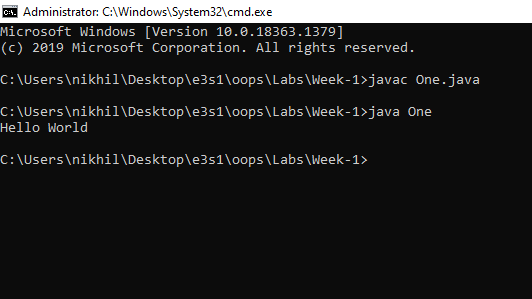 Administrator: C:\Windows\System32\cmd.exe
Microsoft Windows [Version 10.0.18363.1379]
(c) 2019 Microsoft Corporation. All rights reserved.
C:\Users\nikhil\Desktop\e3s1\oops\Labs\Week-1>javac One.java
C:\Users\nikhil\Desktop\e3s1\oops\Labs\Week-1>java One
Hello World
C:\Users\nikhil\Desktop\e3s1\oops\Labs\Week-1>